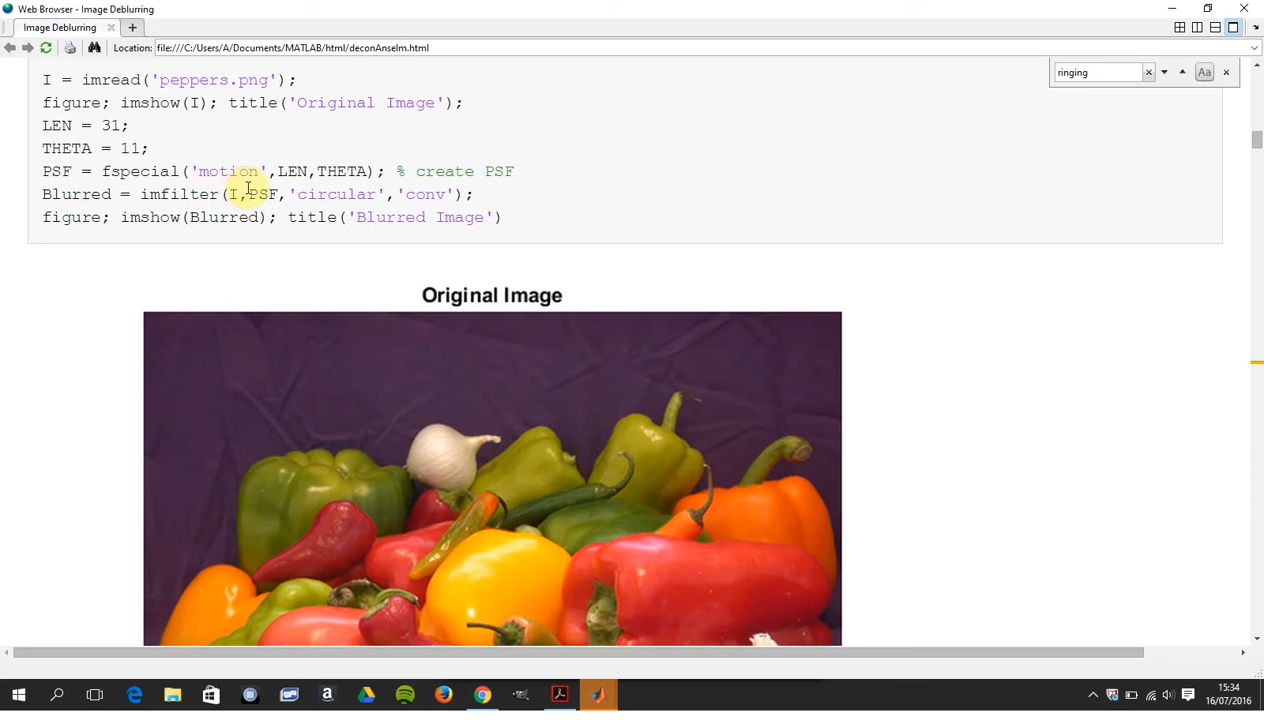 Web Browser - Image Deblurring
Image Deblurring
Location: file:///C:/Users/A/Documents/MATLAB/html/deconAnselm.html
ringing
Aa
I = imread('peppers.png');
figure; imshow(I); title('Original Image');
LEN = 31;
THETA = 11;
PSF = fspecial('motion',LEN,THETA); % create PSF
Blurred = imfilter(I,PSF,'circular','conv');
figure; imshow(Blurred); title('Blurred Image')
Original Image
15:34
16/07/2016